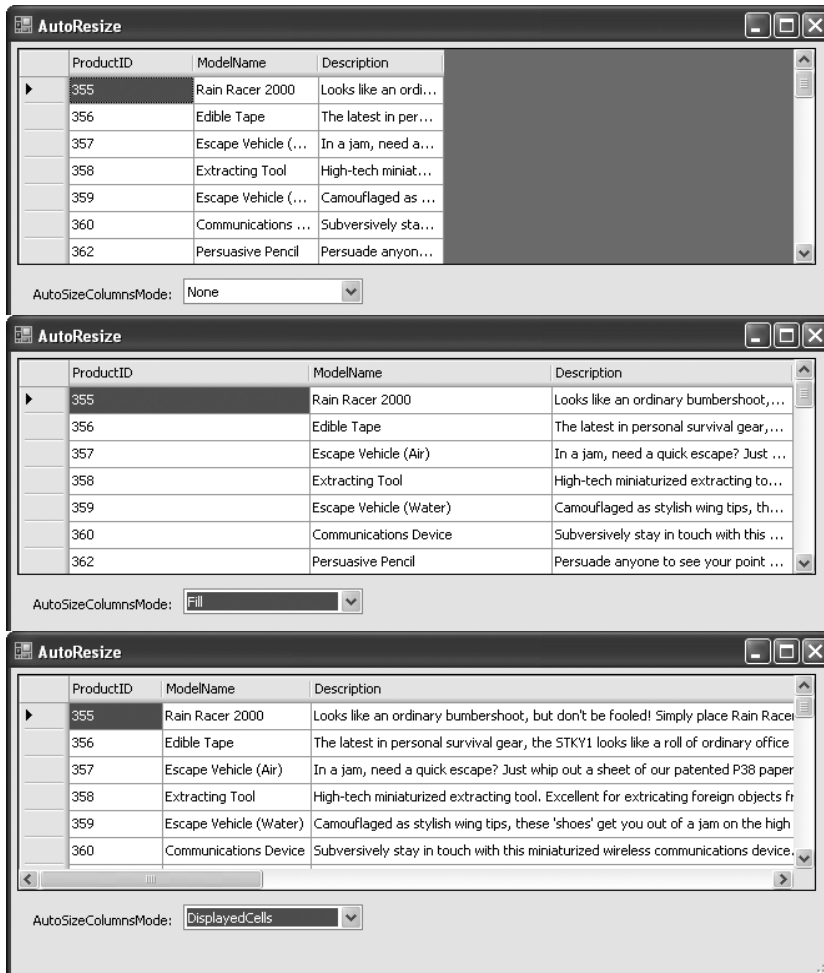 AutoResize
ProductID ModelName Description
355 Rain Racer 2000 Looks like an ordi...
356 Edible Tape The latest in per...
357 Escape Vehicle (... In a jam, need a...
358 Extracting Tool High-tech miniat...
359 Escape Vehicle (... Camouflaged as ...
360 Communications ... Subversively sta...
362 Persuasive Pencil Persuade anyon...
AutoSizeColumnsMode: None
AutoResize
ProductID ModelName Description
355 Rain Racer 2000 Looks like an ordinary bumbershoot,...
356 Edible Tape The latest in personal survival gear,...
357 Escape Vehicle (Air) In a jam, need a quick escape? Just ...
358 Extracting Tool High-tech miniaturized extracting to...
359 Escape Vehicle (Water) Camouflaged as stylish wing tips, th...
360 Communications Device Subversively stay in touch with this ...
362 Persuasive Pencil Persuade anyone to see your point ...
AutoSizeColumnsMode: Fill
AutoResize
ProductID ModelName Description
355 Rain Racer 2000 Looks like an ordinary bumbershoot, but don't be fooled! Simply place Rain Racer
356 Edible Tape The latest in personal survival gear, the STKY1 looks like a roll of ordinary office
357 Escape Vehicle (Air) In a jam, need a quick escape? Just whip out a sheet of our patented P38 paper
358 Extracting Tool High-tech miniaturized extracting tool. Excellent for extricating foreign objects fr
359 Escape Vehicle (Water) Camouflaged as stylish wing tips, these 'shoes' get you out of a jam on the high
360 Communications Device Subversively stay in touch with this miniaturized wireless communications device.
AutoSizeColumnsMode: DisplayedCells